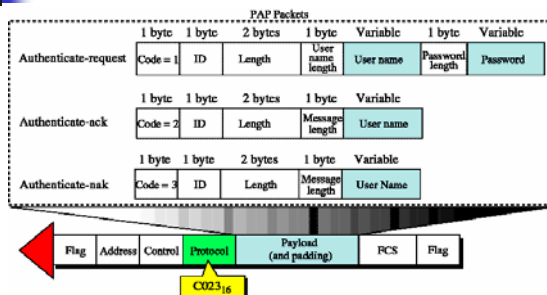 PAP Packets
1 byte 1 byte 2 bytes 1 byte Variable 1 byte Variable
Authenticate-request Code = 1 ID Length User name length User name Password length Password
1 byte 1 byte 2 bytes 1 byte Variable
Authenticate-ack Code = 2 ID Length Message length User name
1 byte 1 byte 2 bytes 1 byte Variable
Authenticate-nak Code = 3 ID Length Message length User Name
Flag Address Control Protocol Payload (and padding) FCS Flag
C023₁₆